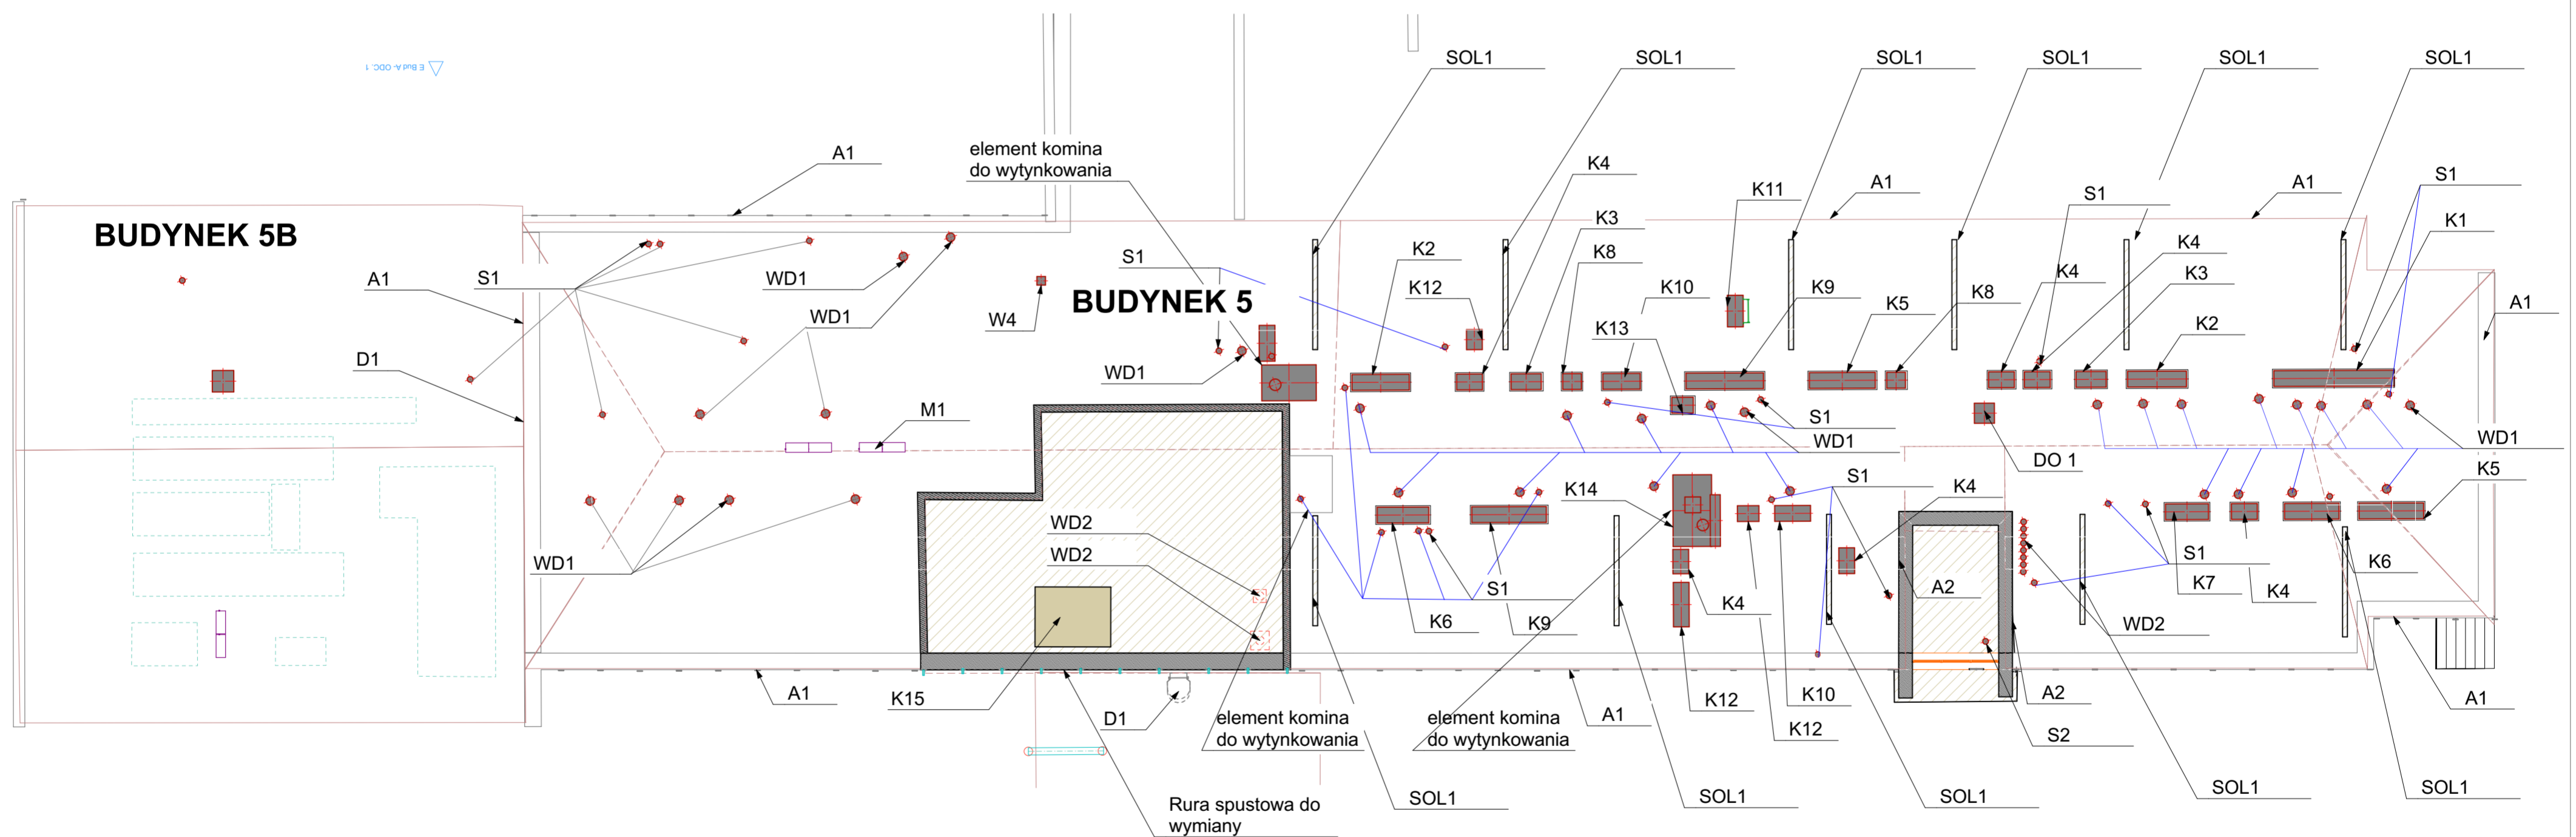 SOL1
SOL1
SOL1
SOL1
SOL1
SOL1
E Bud A- ODC. 1
A1
element komina
do wytynkowania
K4
K11
A1
S1
A1
S1
K3
K1
BUDYNEK 5B
K2
K8
K4
K4
K3
S1
A1
S1
WD1
K12
K10
K9
K5
K8
K2
A1
BUDYNEK 5
WD1
W4
K13
D1
WD1
M1
S1
WD1
WD1
DO 1
K5
K14
S1
K4
WD2
WD2
WD1
S1
K6
A2
K7
K4
K4
K6
K9
WD2
A1
K15
D1
K12
K10
A2
A1
element komina
do wytynkowania
A1
element komina
do wytynkowania
K12
S2
SOL1
SOL1
SOL1
SOL1
SOL1
Rura spustowa do
wymiany